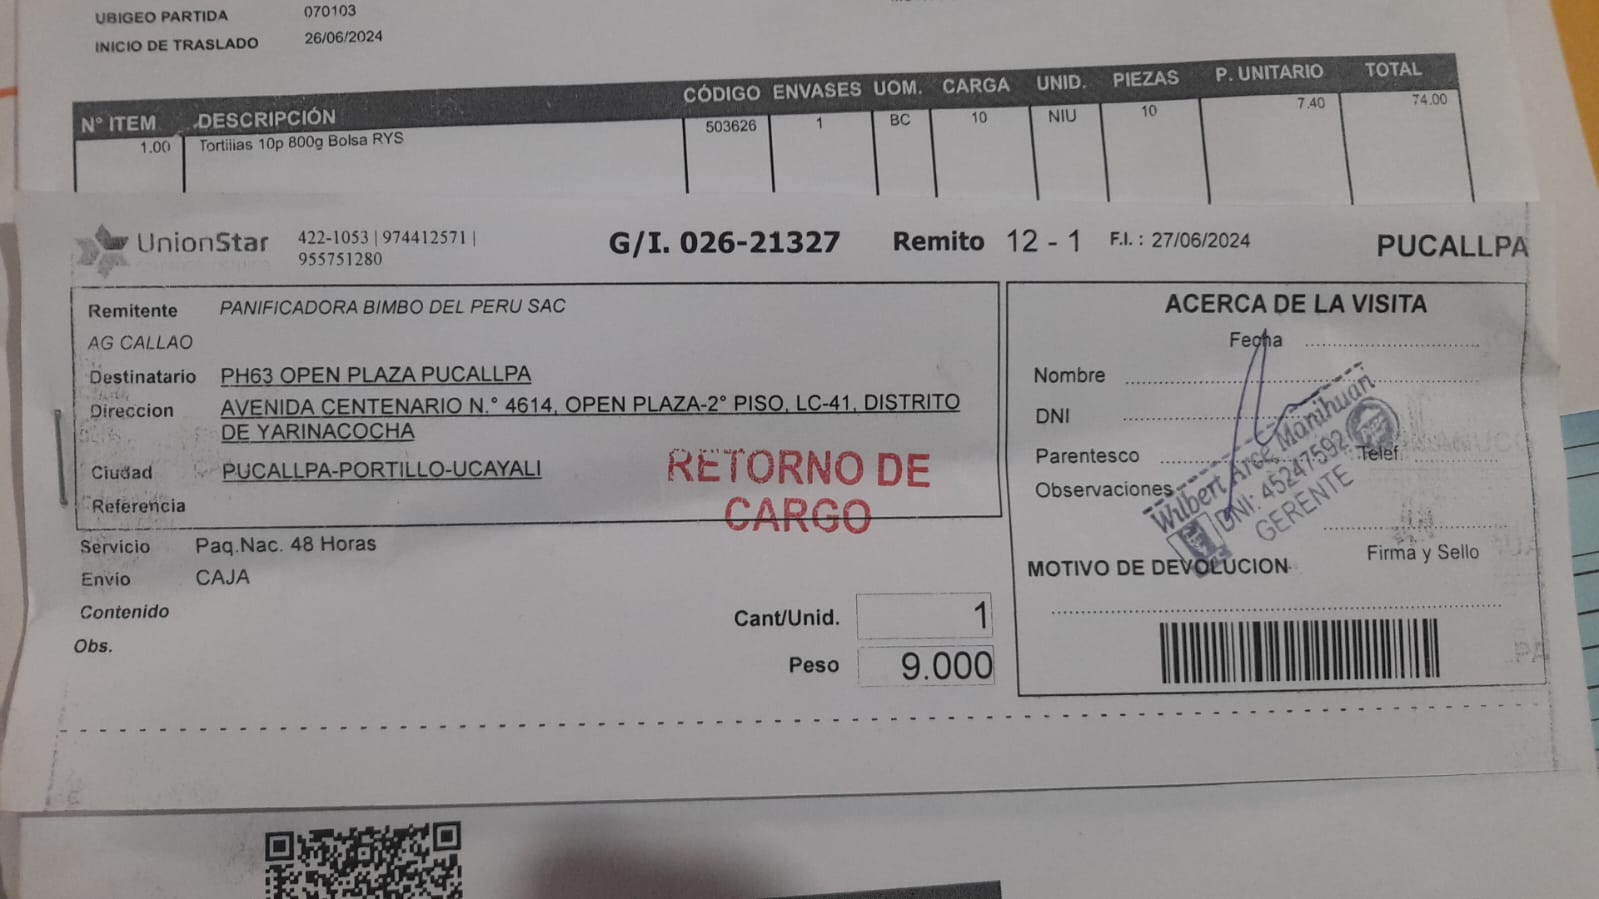 UBIGEO PARTIDA 070103
INICIO DE TRASLADO 26/06/2024
N° ITEM DESCRIPCIÓN CÓDIGO ENVASES UOM. CARGA UNID. PIEZAS P. UNITARIO TOTAL
1.00 Tortillas 10p 800g Bolsa RYS 503626 1 BC 10 NIU 10 7.40 74.00
UnionStar 422-1053 | 974412571 | G/I. 026-21327 Remito 12 - 1 F.I. : 27/06/2024 PUCALLPA
955751280
Remitente PANIFICADORA BIMBO DEL PERU SAC
AG CALLAO
Destinatario PH63 OPEN PLAZA PUCALLPA
Direccion AVENIDA CENTENARIO N.° 4614, OPEN PLAZA-2° PISO, LC-41, DISTRITO
DE YARINACOCHA
Ciudad PUCALLPA-PORTILLO-UCAYALI
Referencia
RETORNO DE
CARGO
Servicio Paq.Nac. 48 Horas
Envio CAJA
Contenido
Obs.
Cant/Unid. 1
Peso 9.000
ACERCA DE LA VISITA
Fecha
Nombre
DNI
Parentesco Telef
Observaciones
Wilbert Arce Manihuari
DNI: 45247592
GERENTE
Firma y Sello
MOTIVO DE DEVOLUCION